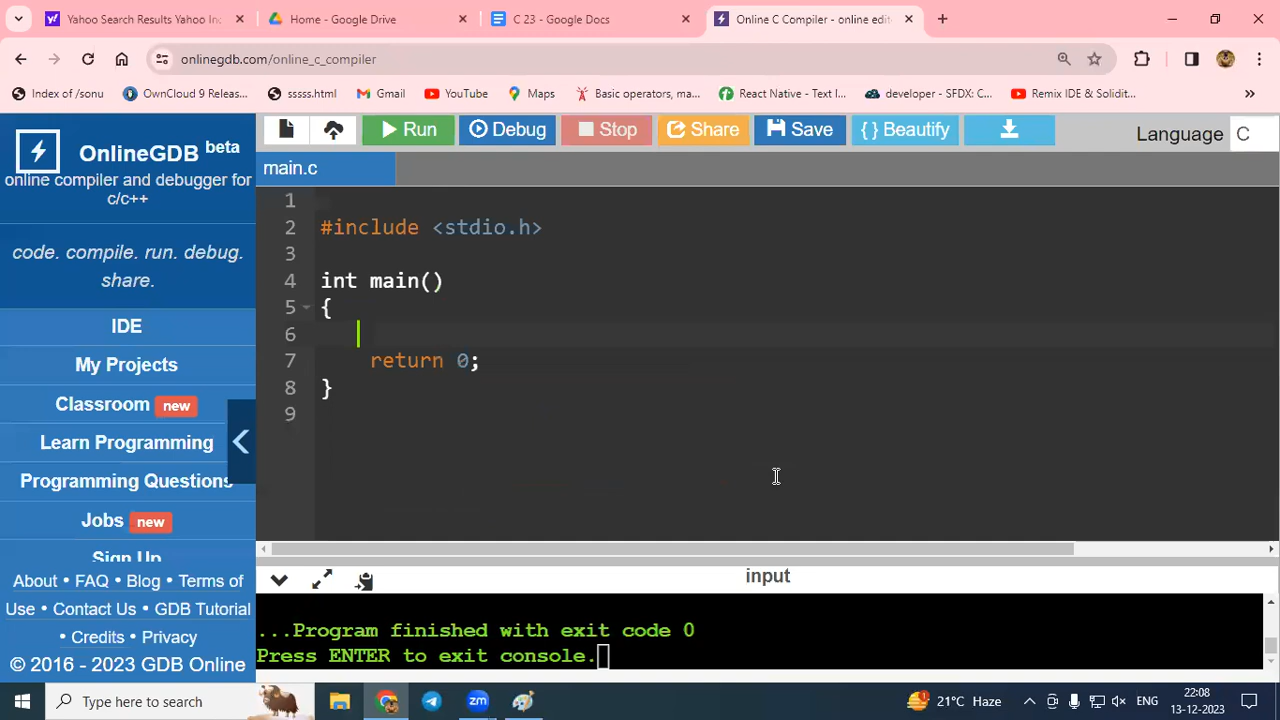 Yahoo Search Results Yahoo In
Home - Google Drive
C 23 - Google Docs
Online C Compiler - online edit
onlinegdb.com/online_c_compiler
Index of /sonu
OwnCloud 9 Releas...
sssss.html
Gmail
YouTube
Maps
Basic operators, ma...
React Native - Text I...
developer - SFDX: C...
Remix IDE & Solidit...
»
OnlineGDB beta
online compiler and debugger for
c/c++
code. compile. run. debug.
share.
IDE
My Projects
Classroom new
Learn Programming
Programming Questions
Jobs new
Sign Up
About • FAQ • Blog • Terms of
Use • Contact Us • GDB Tutorial
• Credits • Privacy
© 2016 - 2023 GDB Online
Run
Debug
Stop
Share
Save
{ } Beautify
Language C
main.c
1
2 #include <stdio.h>
3
4 int main()
5 {
6
7 return 0;
8 }
9
input
...Program finished with exit code 0
Press ENTER to exit console.
Type here to search
1
21°C Haze
ENG
22:08
13-12-2023